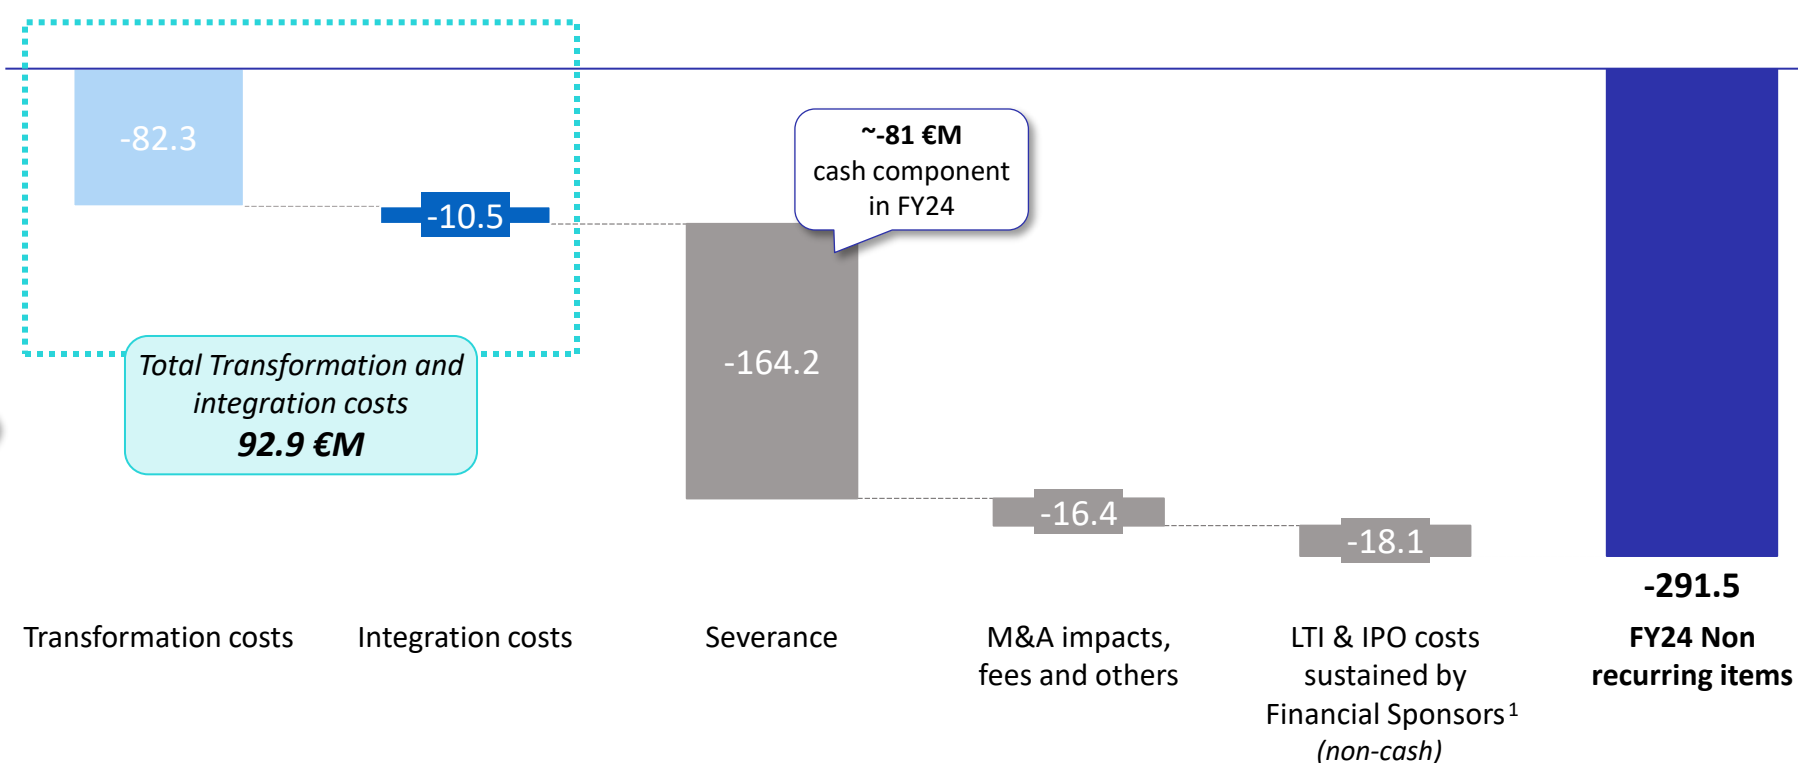 -82.3
-10.5
~-81 €M
cash component
in FY24
-164.2
Total Transformation and
integration costs
92.9 €M
-16.4
-18.1
-291.5
Transformation costs
Integration costs
Severance
M&A impacts,
fees and others
LTI & IPO costs
sustained by
Financial Sponsors¹
(non-cash)
FY24 Non
recurring items